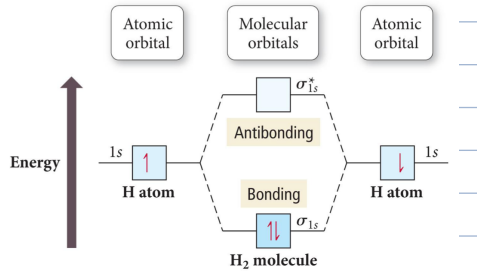 Atomic
orbital
Molecular
orbitals
Atomic
orbital
σ*1s
Antibonding
Energy
1s
↑
H atom
↓
1s
H atom
Bonding
↑↓
σ1s
H2 molecule